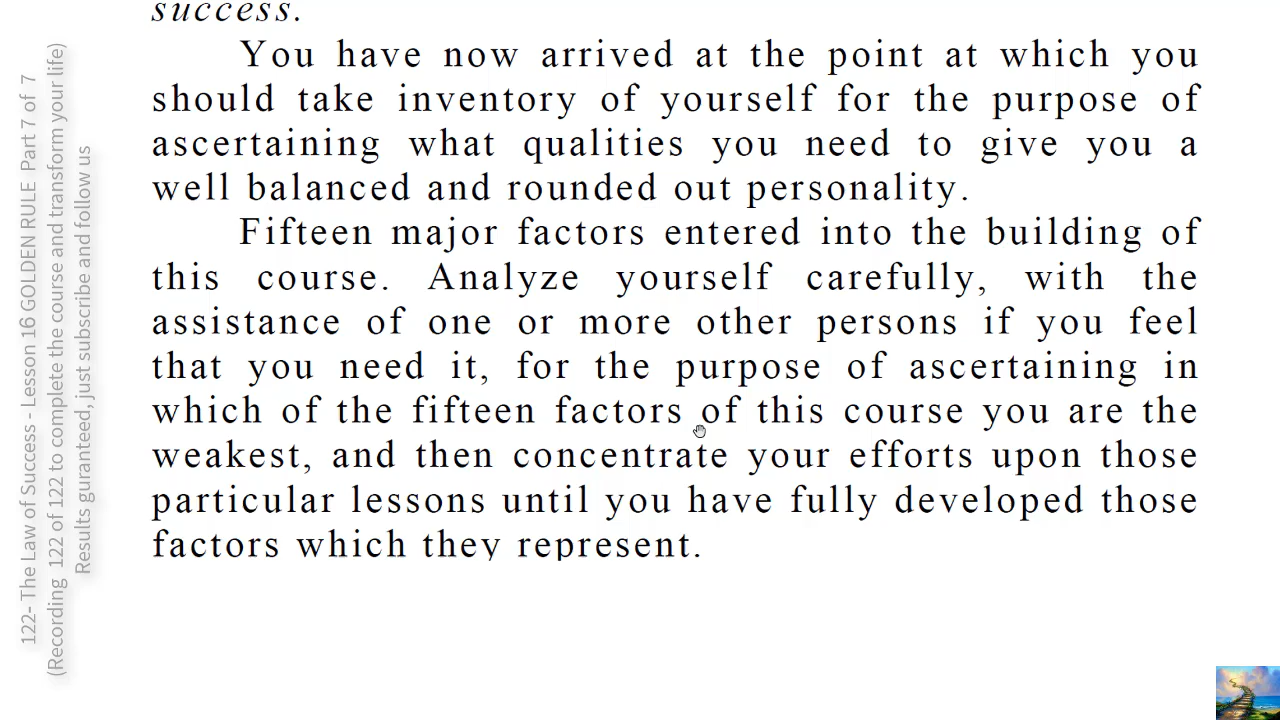 success.
You have now arrived at the point at which you
should take inventory of yourself for the purpose of
ascertaining what qualities you need to give you a
well balanced and rounded out personality.
Fifteen major factors entered into the building of
this course. Analyze yourself carefully, with the
assistance of one or more other persons if you feel
that you need it, for the purpose of ascertaining in
which of the fifteen factors of this course you are the
weakest, and then concentrate your efforts upon those
particular lessons until you have fully developed those
factors which they represent.
122- The Law of Success - Lesson 16 GOLDEN RULE Part 7 of 7
(Recording 122 of 122 to complete the course and transform your life)
Results guranteed, just subscribe and follow us